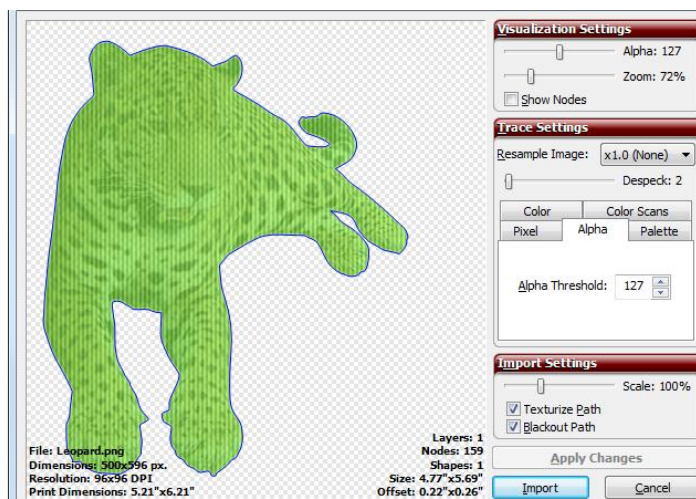 Visualization Settings
Alpha: 127
Zoom: 72%
Show Nodes
Trace Settings
Resample Image: x1.0 (None)
Despeck: 2
Color Color Scans
Pixel Alpha Palette
Alpha Threshold: 127
Import Settings
Scale: 100%
Texturize Path
Blackout Path
Apply Changes
Import Cancel
File: Leopard.png
Dimensions: 500x596 px.
Resolution: 96x96 DPI
Print Dimensions: 5.21"x6.21"
Layers: 1
Nodes: 159
Shapes: 1
Size: 4.77"x5.69"
Offset: 0.22"x0.26"